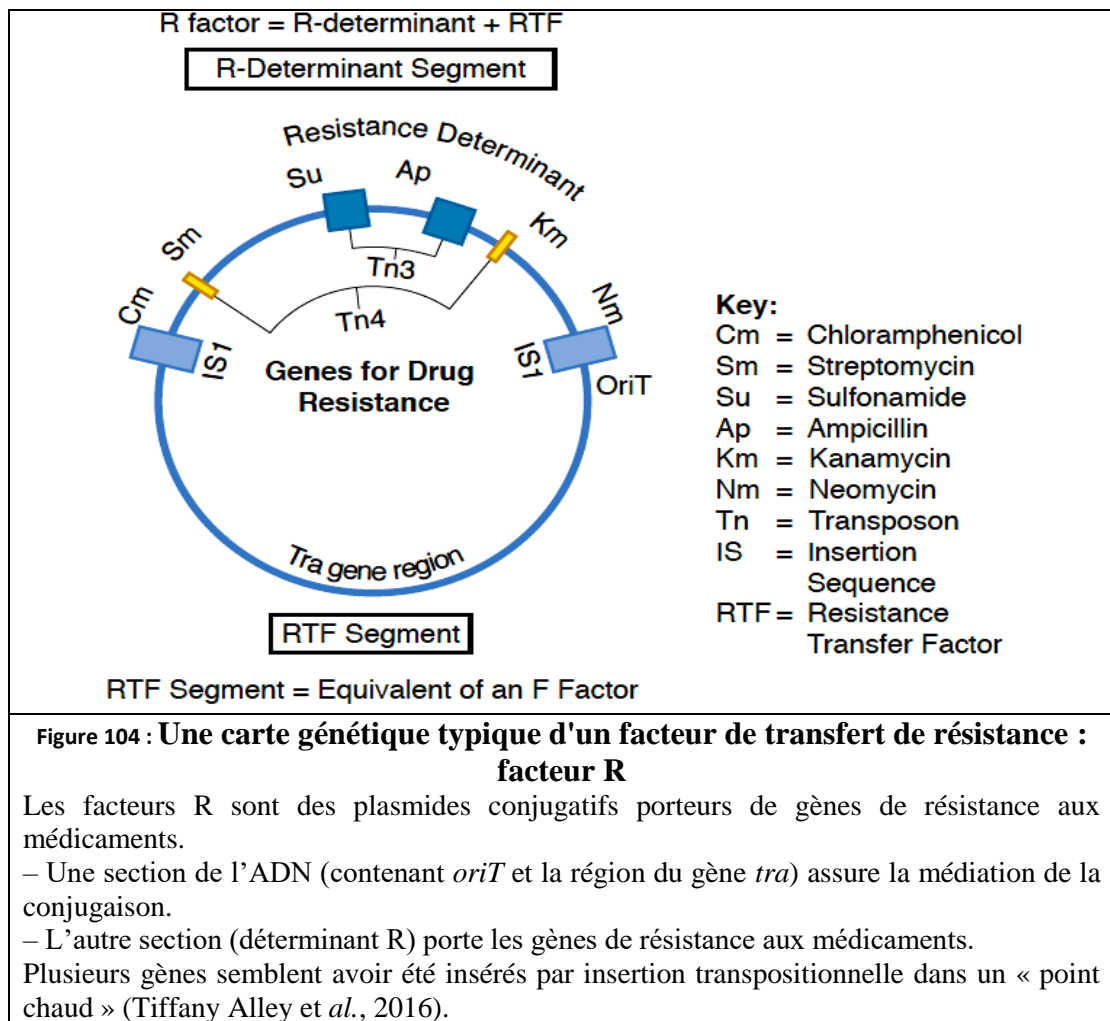 R factor = R-determinant + RTF
R-Determinant Segment
Resistance Determinant
Su
Ap
Sm
Km
Tn3
Cm
Tn4
Nm
IS1
IS1
Genes for Drug
Resistance
OriT
Tra gene region
RTF Segment
RTF Segment = Equivalent of an F Factor
Key:
Cm = Chloramphenicol
Sm = Streptomycin
Su = Sulfonamide
Ap = Ampicillin
Km = Kanamycin
Nm = Neomycin
Tn = Transposon
IS = Insertion
Sequence
RTF = Resistance
Transfer Factor
Figure 104 : Une carte génétique typique d'un facteur de transfert de résistance :
facteur R
Les facteurs R sont des plasmides conjugatifs porteurs de gènes de résistance aux
médicaments.
– Une section de l’ADN (contenant oriT et la région du gène tra) assure la médiation de la
conjugaison.
– L’autre section (déterminant R) porte les gènes de résistance aux médicaments.
Plusieurs gènes semblent avoir été insérés par insertion transpositionnelle dans un « point
chaud » (Tiffany Alley et al., 2016).